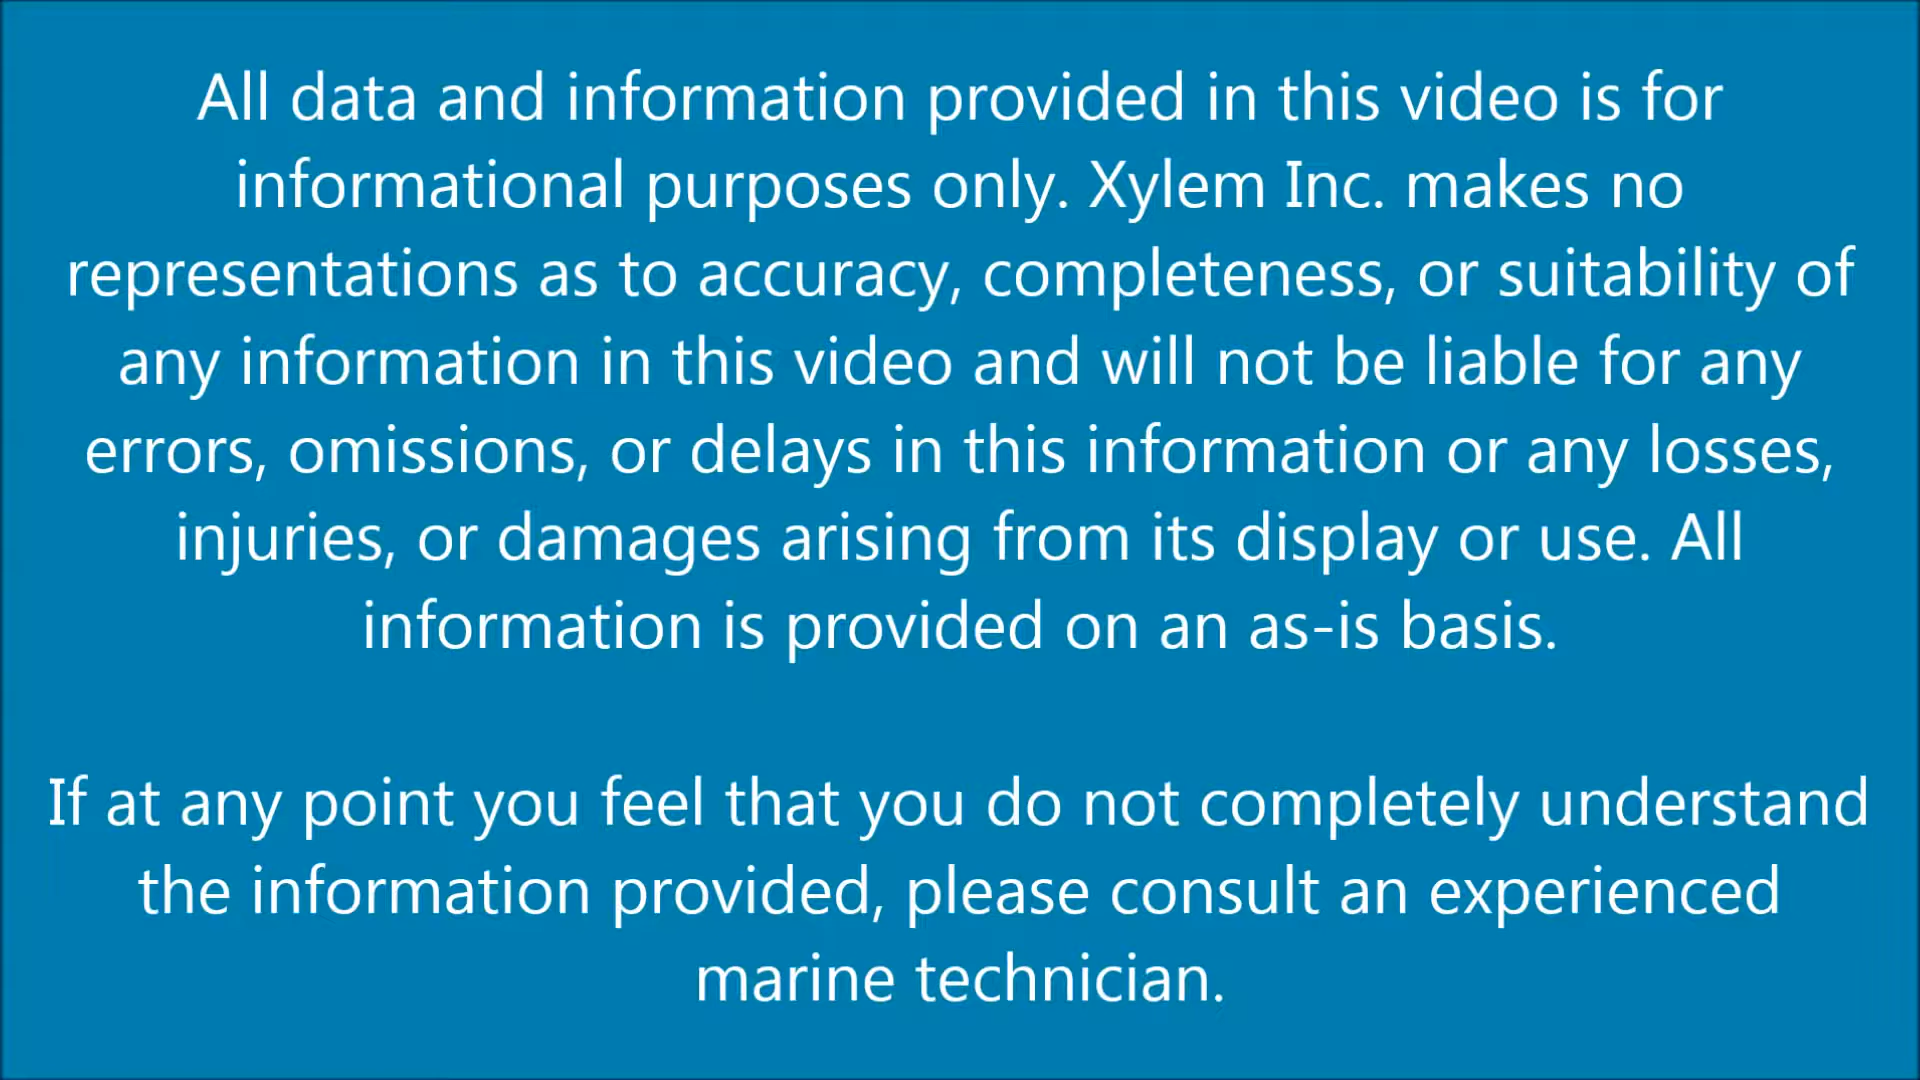 All data and information provided in this video is for
informational purposes only. Xylem Inc. makes no
representations as to accuracy, completeness, or suitability of
any information in this video and will not be liable for any
errors, omissions, or delays in this information or any losses,
injuries, or damages arising from its display or use. All
information is provided on an as-is basis.
If at any point you feel that you do not completely understand
the information provided, please consult an experienced
marine technician.